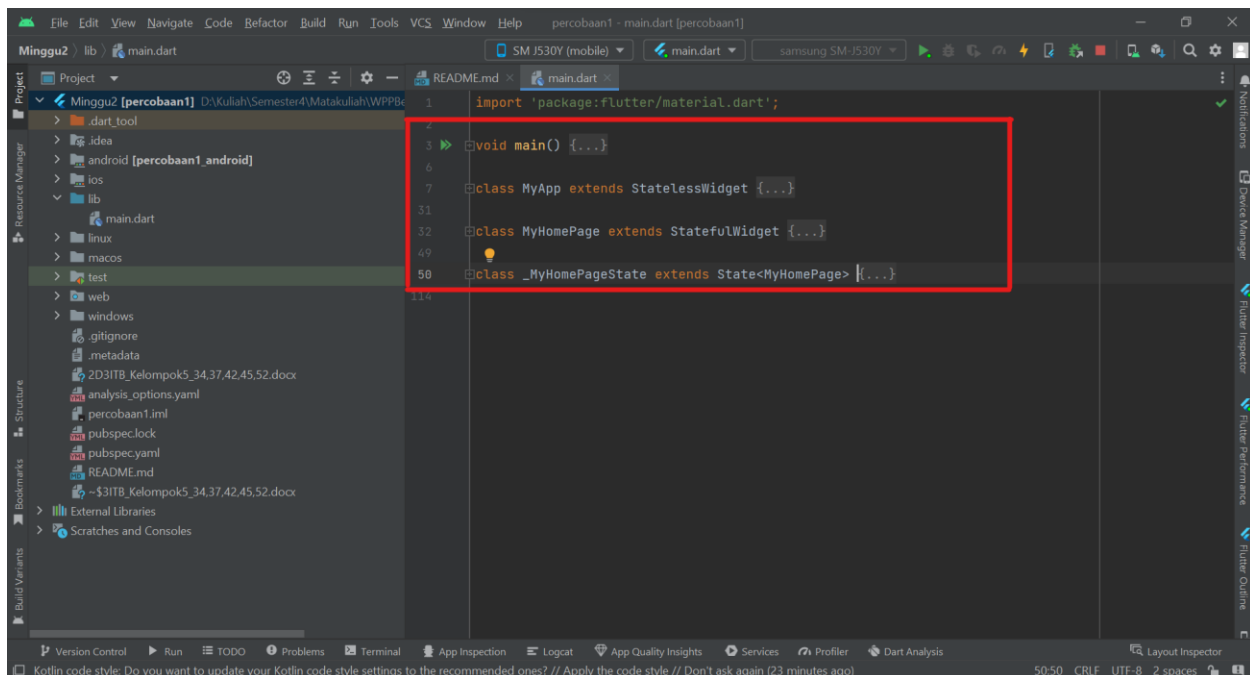 File Edit View Navigate Code Refactor Build Run Tools VCS Window Help percobaan1 - main.dart [percobaan1]
Minggu2 lib main.dart SM J530Y (mobile) main.dart samsung SM-J530Y
Project
Project README.md main.dart
Notifications
Minggu2 [percobaan1] D:\Kuliah\Semester4\Matakuliah\WPPBe
.dart_tool
.idea
android [percobaan1_android]
ios
lib
main.dart
linux
macos
test
web
windows
.gitignore
.metadata
2D3ITB_Kelompok5_34,37,42,45,52.docx
analysis_options.yaml
percobaan1.iml
pubspec.lock
pubspec.yaml
README.md
~$3ITB_Kelompok5_34,37,42,45,52.docx
External Libraries
Scratches and Consoles
Resource Manager
Structure
Bookmarks
Build Variants
1 import 'package:flutter/material.dart';
2
3 void main() {...}
6
7 class MyApp extends StatelessWidget {...}
31
32 class MyHomePage extends StatefulWidget {...}
49
50 class _MyHomePageState extends State<MyHomePage> {...}
114
Device Manager
Flutter Inspector
Flutter Performance
Flutter Outline
Version Control Run TODO Problems Terminal App Inspection Logcat App Quality Insights Services Profiler Dart Analysis Layout Inspector
Kotlin code style: Do you want to update your Kotlin code style settings to the recommended ones? // Apply the code style // Don't ask again (23 minutes ago) 50:50 CRLF UTF-8 2 spaces